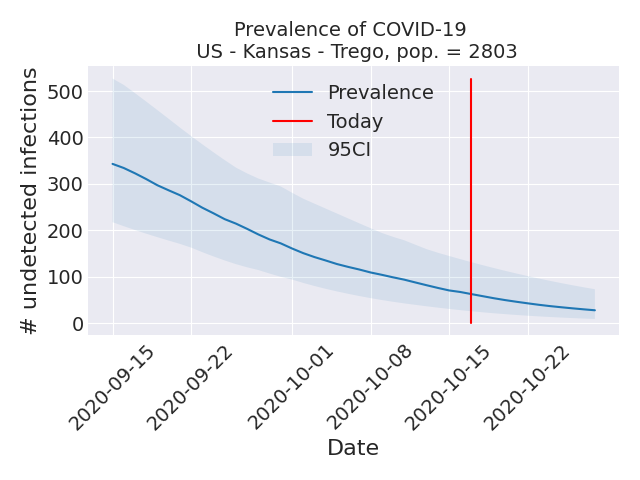 Prevalence of COVID-19
US - Kansas - Trego, pop. = 2803
# undetected infections
500
400
300
200
100
0
Prevalence
Today
95CI
2020-09-15
2020-09-22
2020-10-01
2020-10-08
2020-10-15
2020-10-22
Date